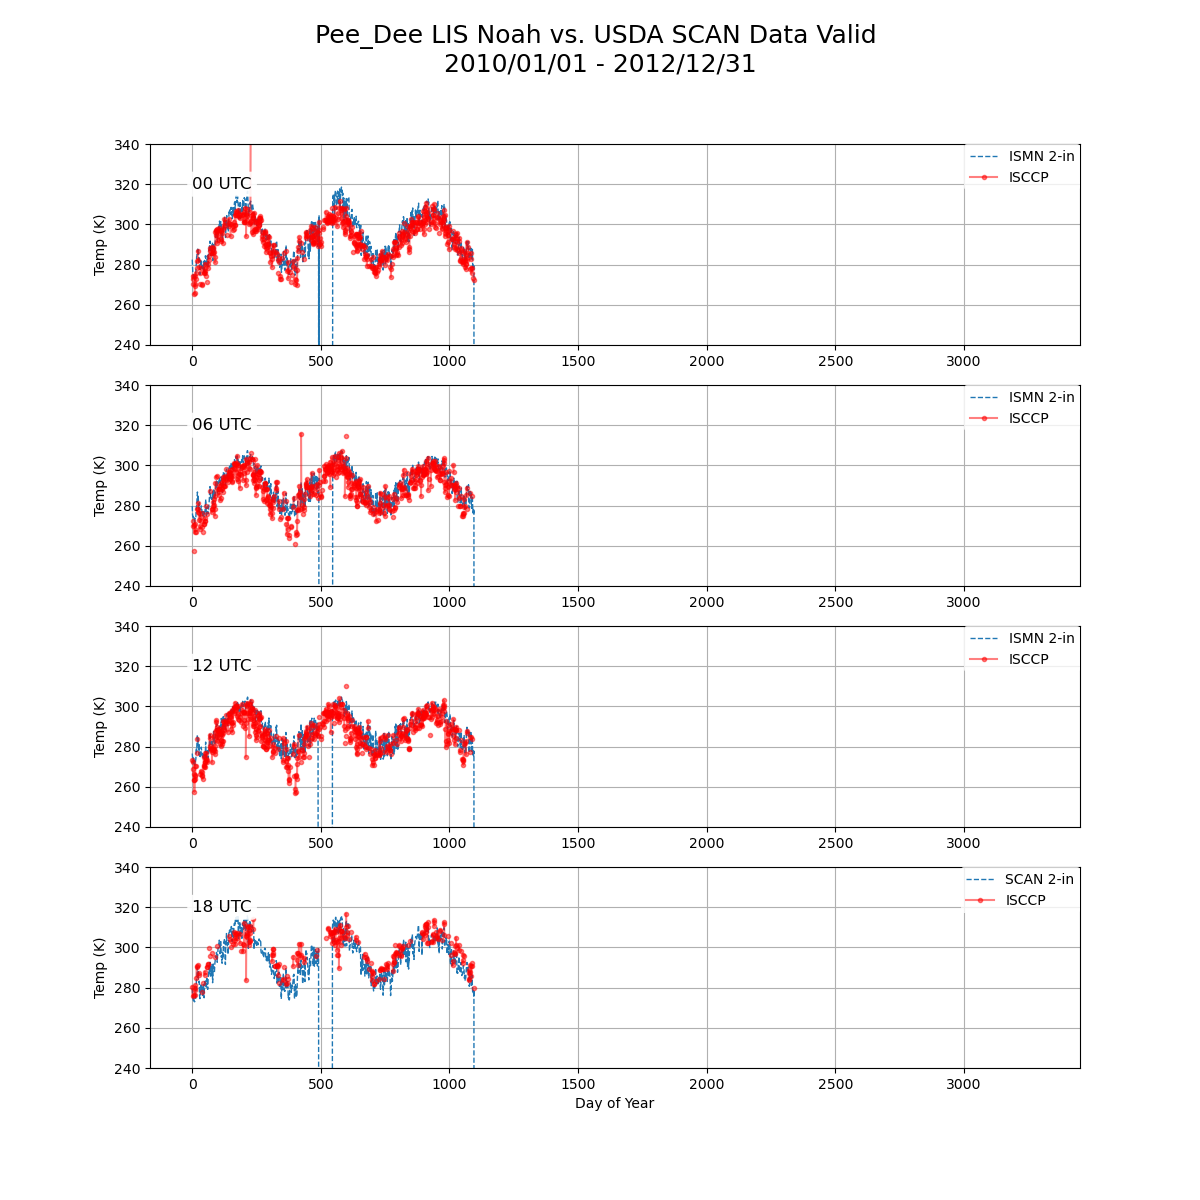 Pee_Dee LIS Noah vs. USDA SCAN Data Valid
2010/01/01 - 2012/12/31
340
320
300
280
260
240
Temp (K)
00 UTC
ISMN 2-in
ISCCP
0 500 1000 1500 2000 2500 3000
340
320
300
280
260
240
Temp (K)
06 UTC
ISMN 2-in
ISCCP
0 500 1000 1500 2000 2500 3000
340
320
300
280
260
240
Temp (K)
12 UTC
ISMN 2-in
ISCCP
0 500 1000 1500 2000 2500 3000
340
320
300
280
260
240
Temp (K)
18 UTC
SCAN 2-in
ISCCP
0 500 1000 1500 2000 2500 3000
Day of Year